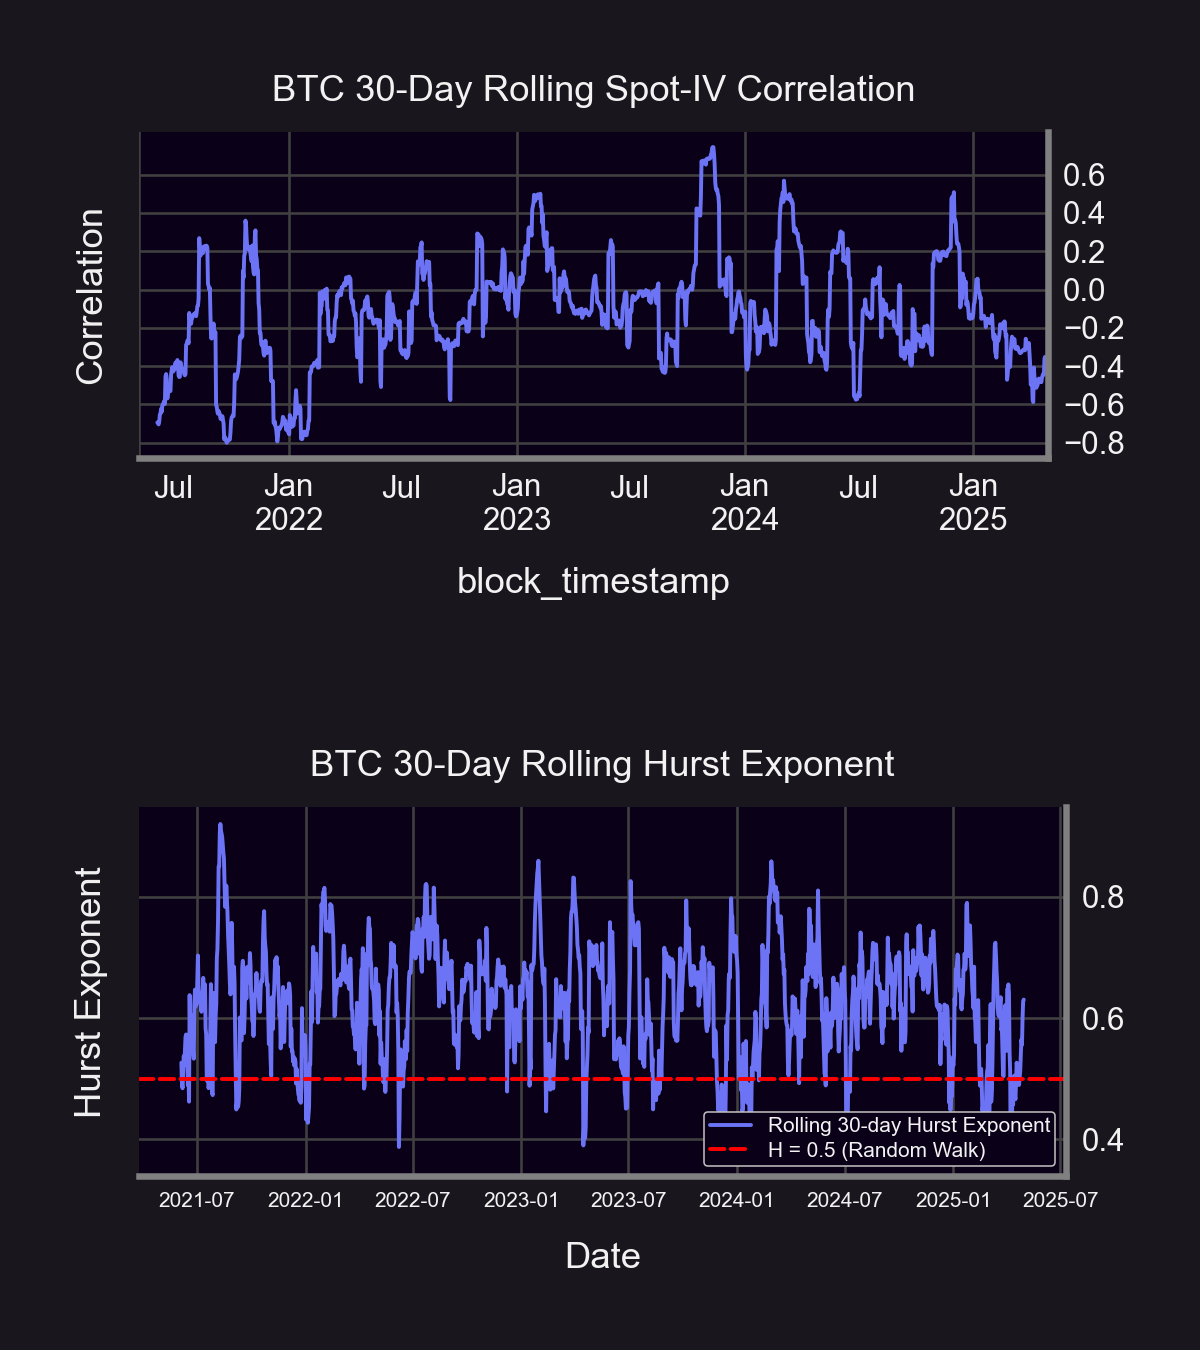 BTC 30-Day Rolling Spot-IV Correlation
Correlation
0.6
0.4
0.2
0.0
−0.2
−0.4
−0.6
−0.8
Jul Jan Jul Jan Jul Jan Jul Jan
2022 2023 2024 2025
block_timestamp
BTC 30-Day Rolling Hurst Exponent
Hurst Exponent
0.8
0.6
0.4
Rolling 30-day Hurst Exponent
H = 0.5 (Random Walk)
2021-07 2022-01 2022-07 2023-01 2023-07 2024-01 2024-07 2025-01 2025-07
Date